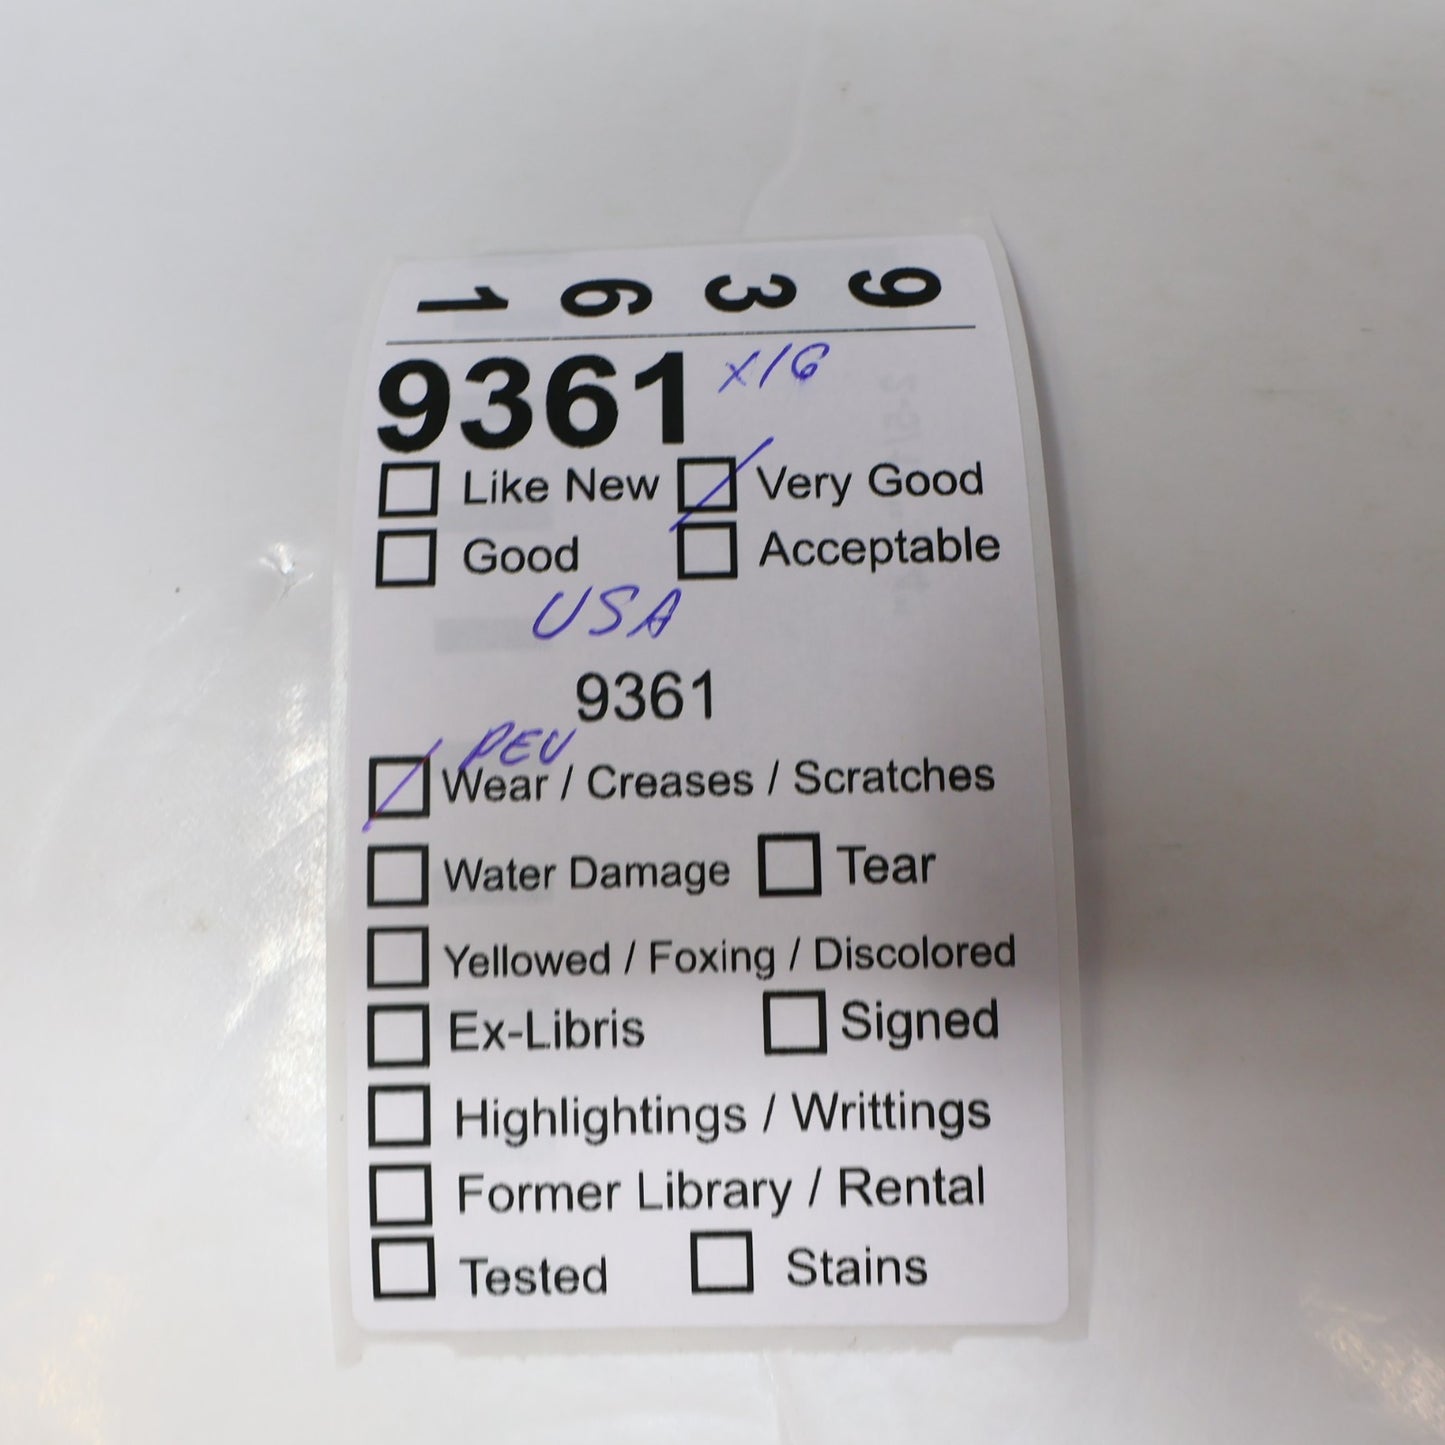 9 3 6 1
9361 x16
Like New Very Good
Good Acceptable
USA
9361
PEU
Wear / Creases / Scratches
Water Damage Tear
Yellowed / Foxing / Discolored
Ex-Libris Signed
Highlightings / Writtings
Former Library / Rental
Tested Stains